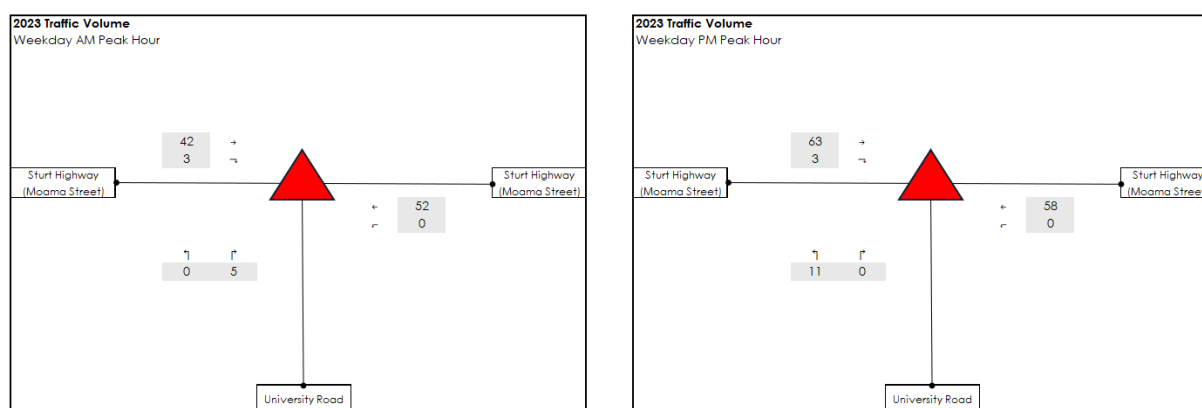 2023 Traffic Volume
Weekday AM Peak Hour
42 →
3 ¬
Sturt Highway
(Moama Street)
Sturt Highway
(Moama Street)
← 52
⌐ 0
↰ ↱
0 5
University Road
2023 Traffic Volume
Weekday PM Peak Hour
63 →
3 ¬
Sturt Highway
(Moama Street)
Sturt Highway
(Moama Street
← 58
⌐ 0
↰ ↱
11 0
University Road